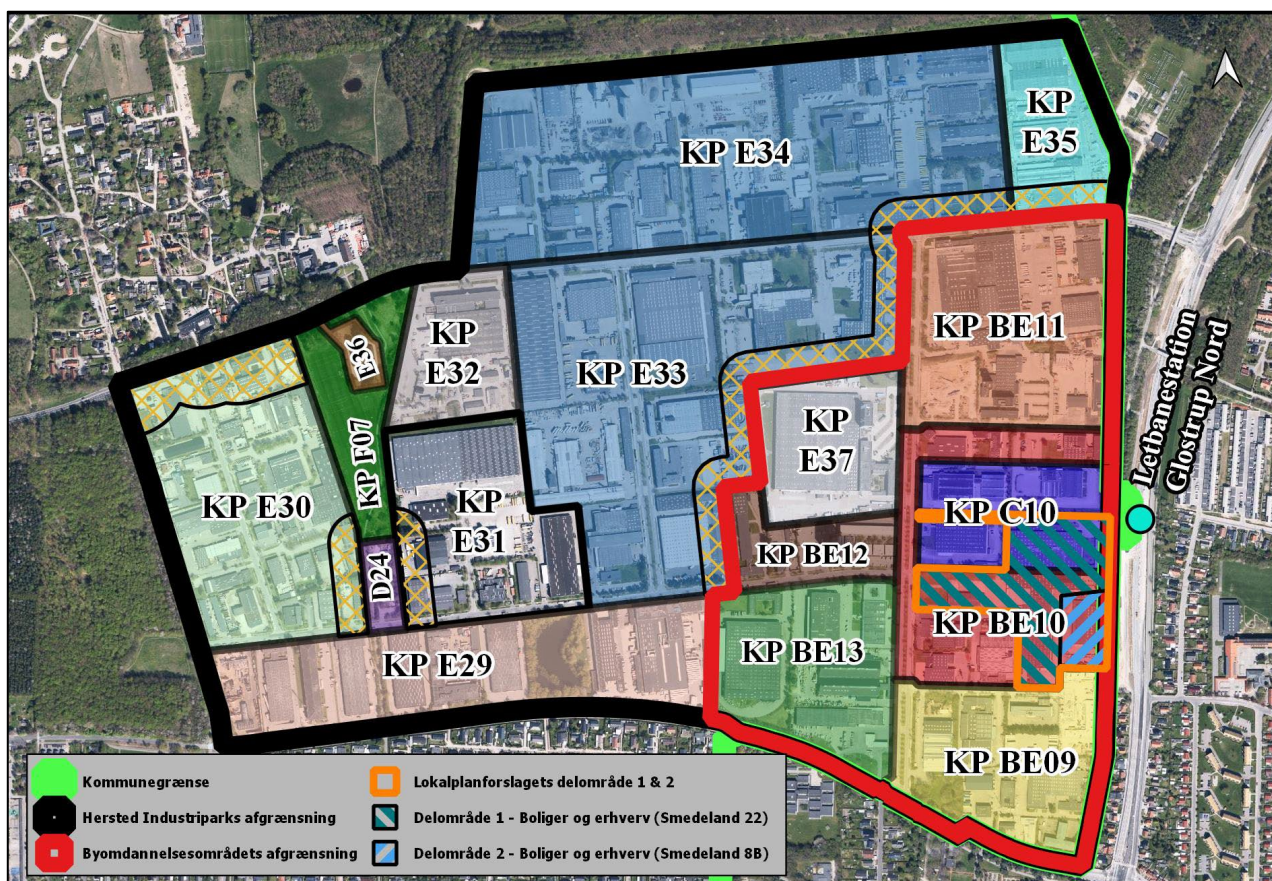 KP
E35
KP E34
KP BE11
E36
KP
E32
KP E33
KP
E37
Letbanestation
Glostrup Nord
KP F07
KP E30
KP
E31
KP C10
KP BE12
D24
KP BE10
KP BE13
KP E29
KP BE09
Kommunegrænse
Hersted Industriparks afgrænsning
Byomdannelsesområdets afgrænsning
Lokalplanforslagets delområde 1 & 2
Delområde 1 - Boliger og erhverv (Smedeland 22)
Delområde 2 - Boliger og erhverv (Smedeland 8B)